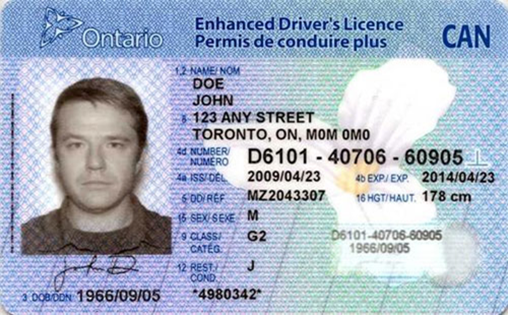 Ontario
Enhanced Driver's Licence
Permis de conduire plus
CAN
1,2 NAME/NOM
DOE
JOHN
8 123 ANY STREET
TORONTO, ON, M0M 0M0
4d NUMBER/
NUMÉRO
D6101 - 40706 - 60905
4a ISS/DÉL
2009/04/23
4b EXP./EXP.
2014/04/23
5 DD/REF
MZ2043307
16 HGT/HAUT.
178 cm
15 SEX/SEXE
M
9 CLASS/
CATÉG.
G2
D6101-40706-60905
1966/09/05
12 REST./
COND.
J
*4980342*
John D
3 DOB/DDN
1966/09/05